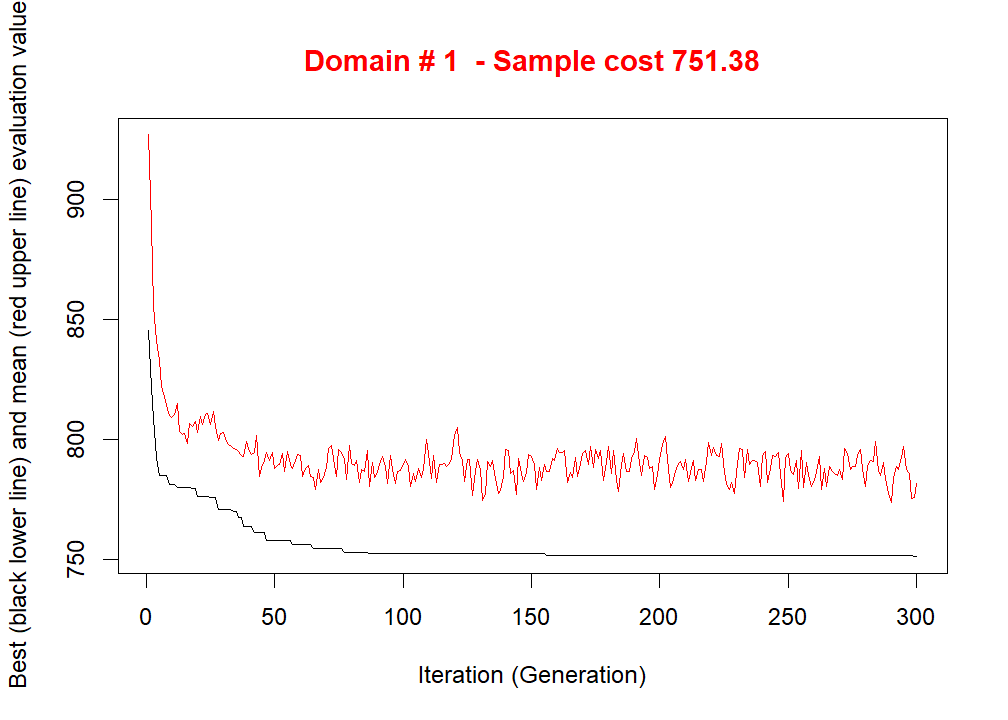 Domain # 1  - Sample cost 751.38
Best (black lower line) and mean (red upper line) evaluation value
900
850
800
750
0 50 100 150 200 250 300
Iteration (Generation)